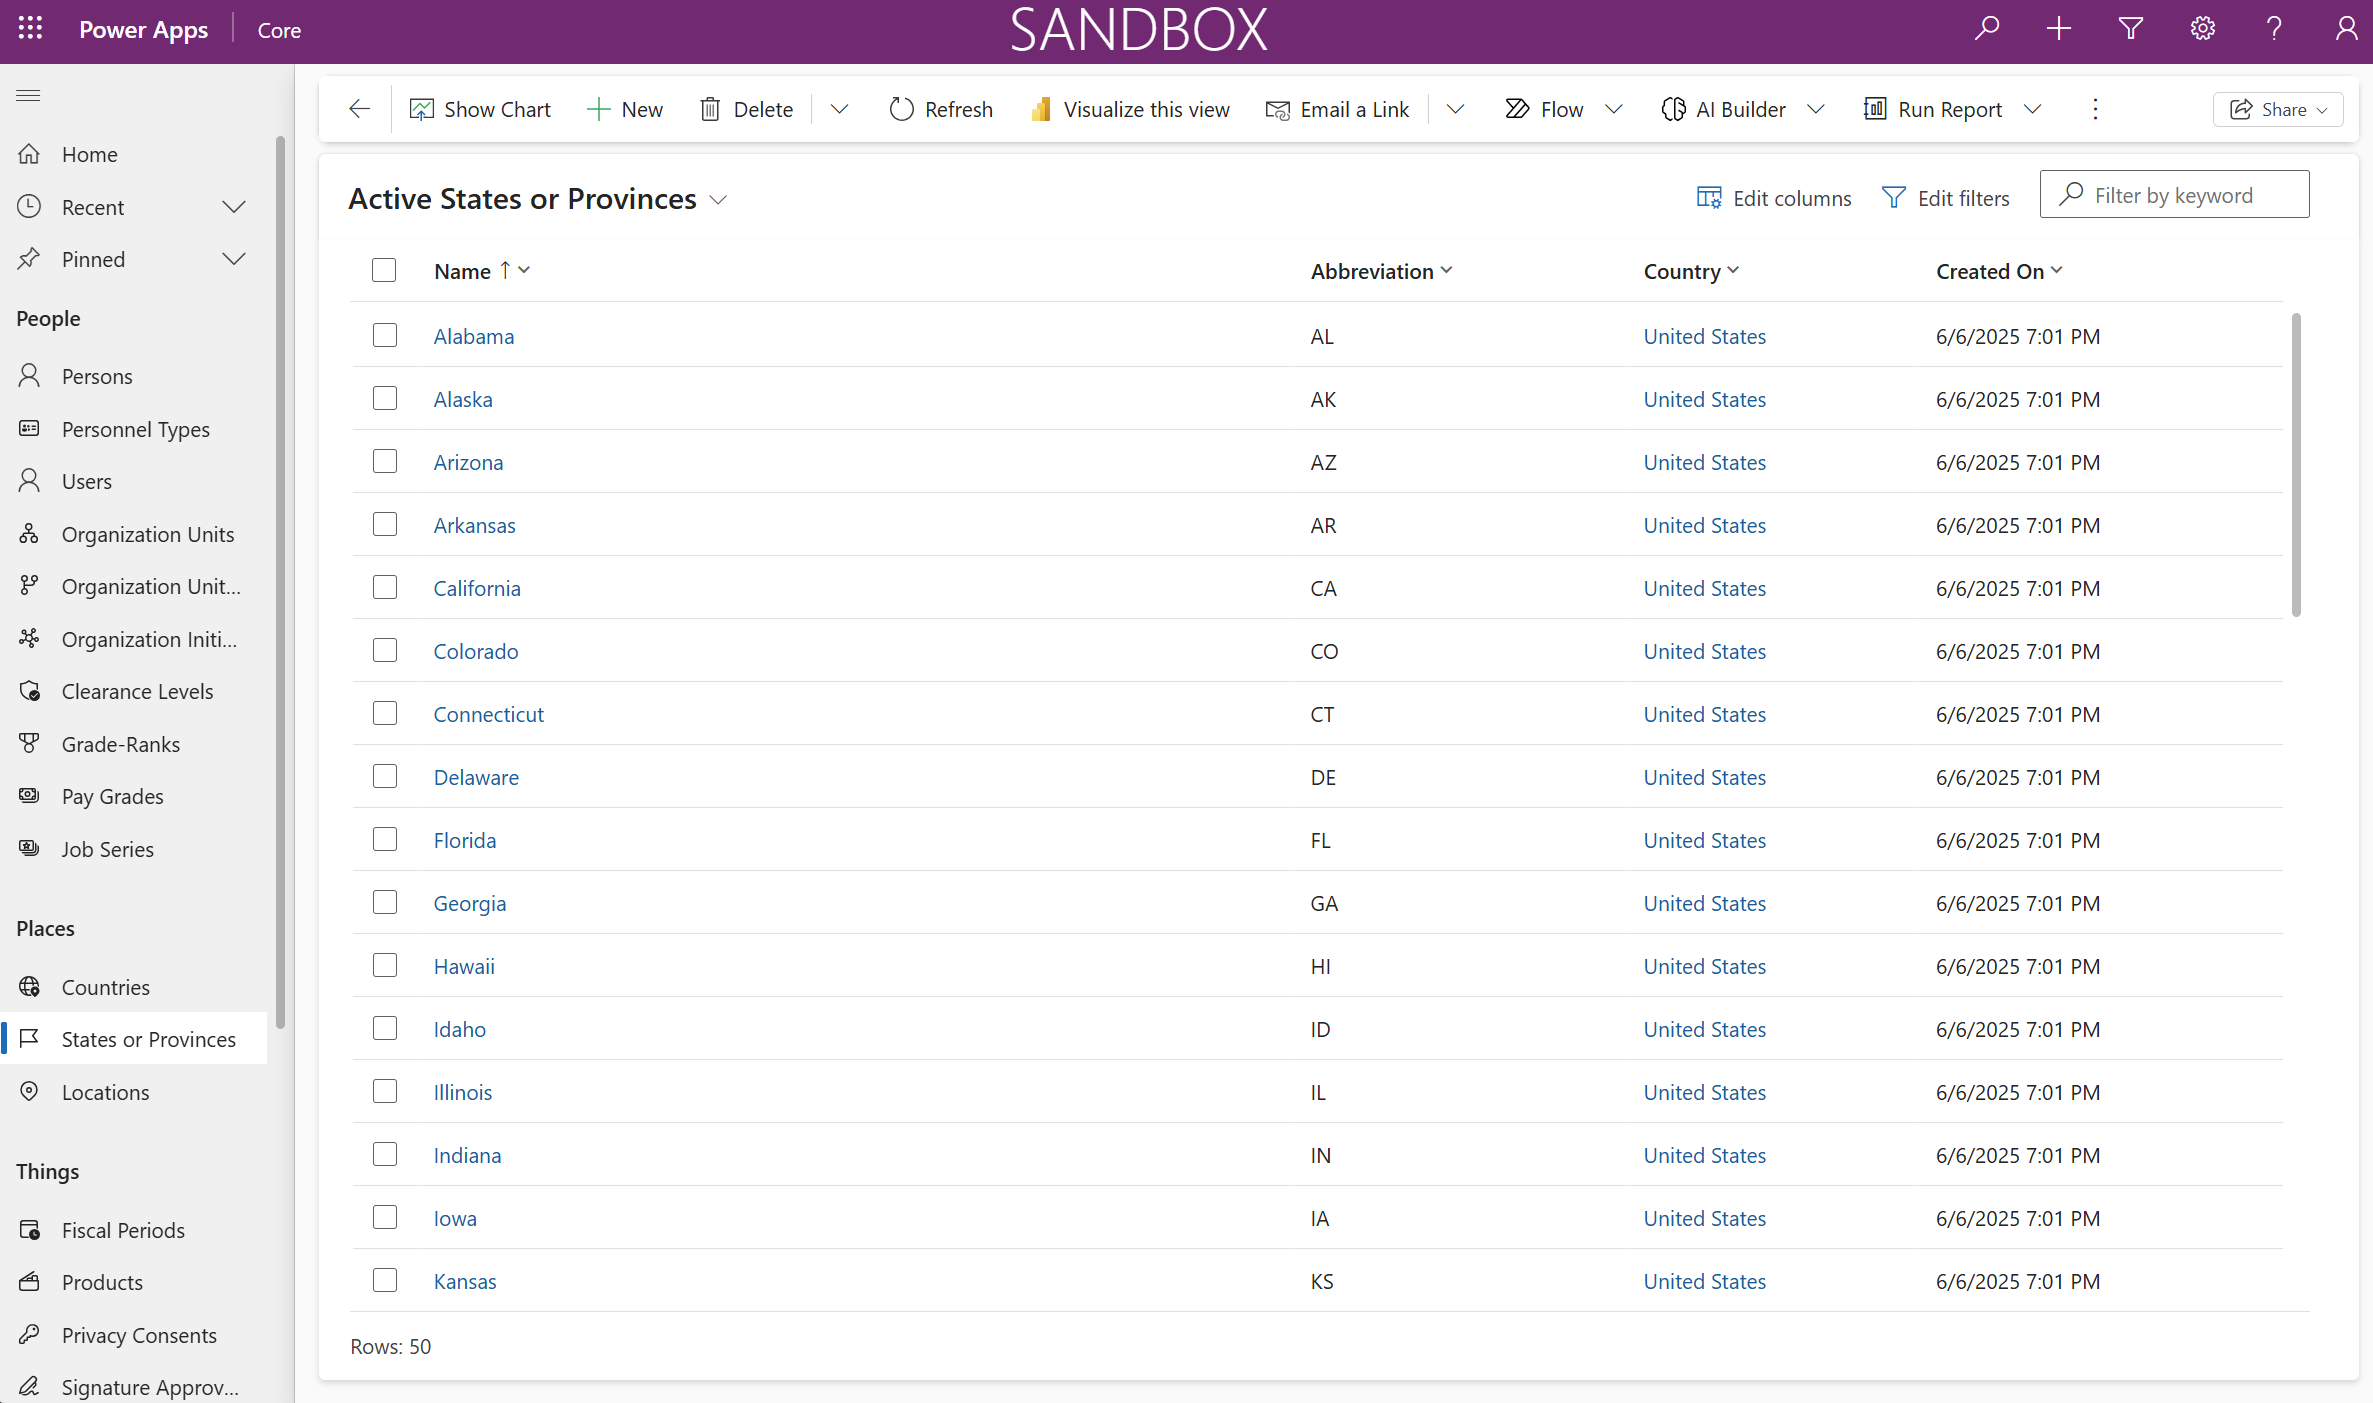 Power Apps Core SANDBOX
Show Chart New Delete Refresh Visualize this view Email a Link Flow AI Builder Run Report Share
Home
Recent
Pinned
People
Persons
Personnel Types
Users
Organization Units
Organization Unit...
Organization Initi...
Clearance Levels
Grade-Ranks
Pay Grades
Job Series
Places
Countries
States or Provinces
Locations
Things
Fiscal Periods
Products
Privacy Consents
Signature Approv...
Active States or Provinces Edit columns Edit filters Filter by keyword
Name Abbreviation Country Created On
Alabama AL United States 6/6/2025 7:01 PM
Alaska AK United States 6/6/2025 7:01 PM
Arizona AZ United States 6/6/2025 7:01 PM
Arkansas AR United States 6/6/2025 7:01 PM
California CA United States 6/6/2025 7:01 PM
Colorado CO United States 6/6/2025 7:01 PM
Connecticut CT United States 6/6/2025 7:01 PM
Delaware DE United States 6/6/2025 7:01 PM
Florida FL United States 6/6/2025 7:01 PM
Georgia GA United States 6/6/2025 7:01 PM
Hawaii HI United States 6/6/2025 7:01 PM
Idaho ID United States 6/6/2025 7:01 PM
Illinois IL United States 6/6/2025 7:01 PM
Indiana IN United States 6/6/2025 7:01 PM
Iowa IA United States 6/6/2025 7:01 PM
Kansas KS United States 6/6/2025 7:01 PM
Rows: 50